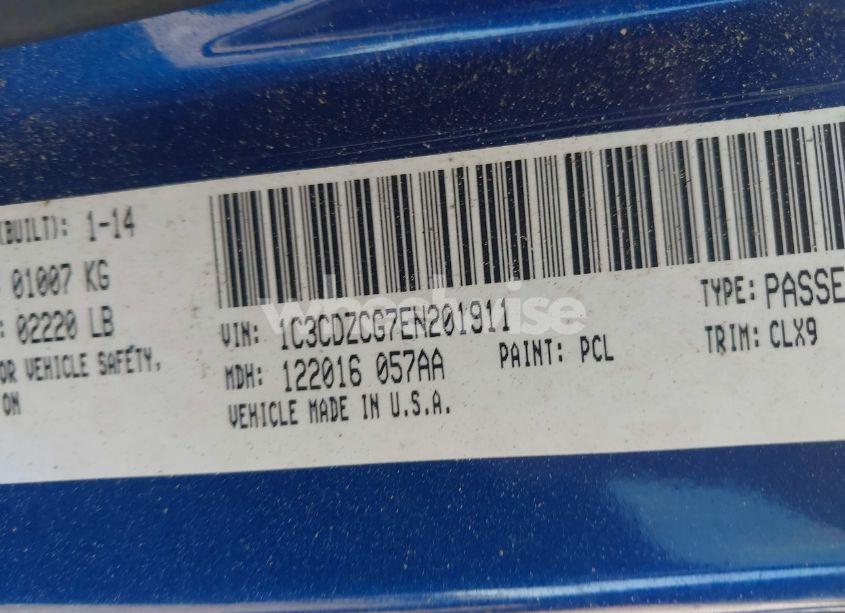 (BUILT): 1-14
01007 KG
: 02220 LB
OR VEHICLE SAFETY,
ON
VIN: 1C3CDZCG7EN201911
TYPE: PASSE
MDH: 122016 057AA
PAINT: PCL
TRIM: CLX9
VEHICLE MADE IN U.S.A.
wheelwise